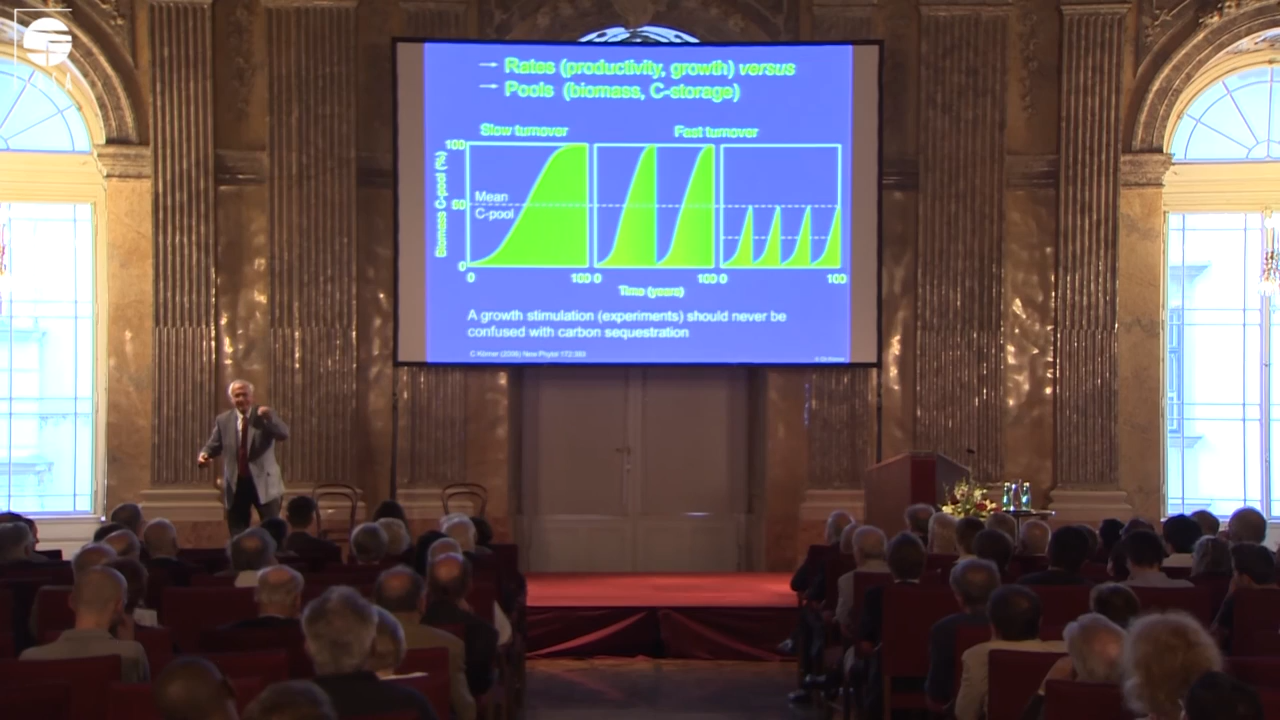 → Rates (productivity, growth) versus
→ Pools (biomass, C-storage)
Slow turnover
Fast turnover
Biomass C-pool (%)
100
50
0
Mean
C-pool
0
100
0
100
0
100
Time (years)
A growth stimulation (experiments) should never be
confused with carbon sequestration
C Körner (2006) New Phytol 172:393
© Ch Körner